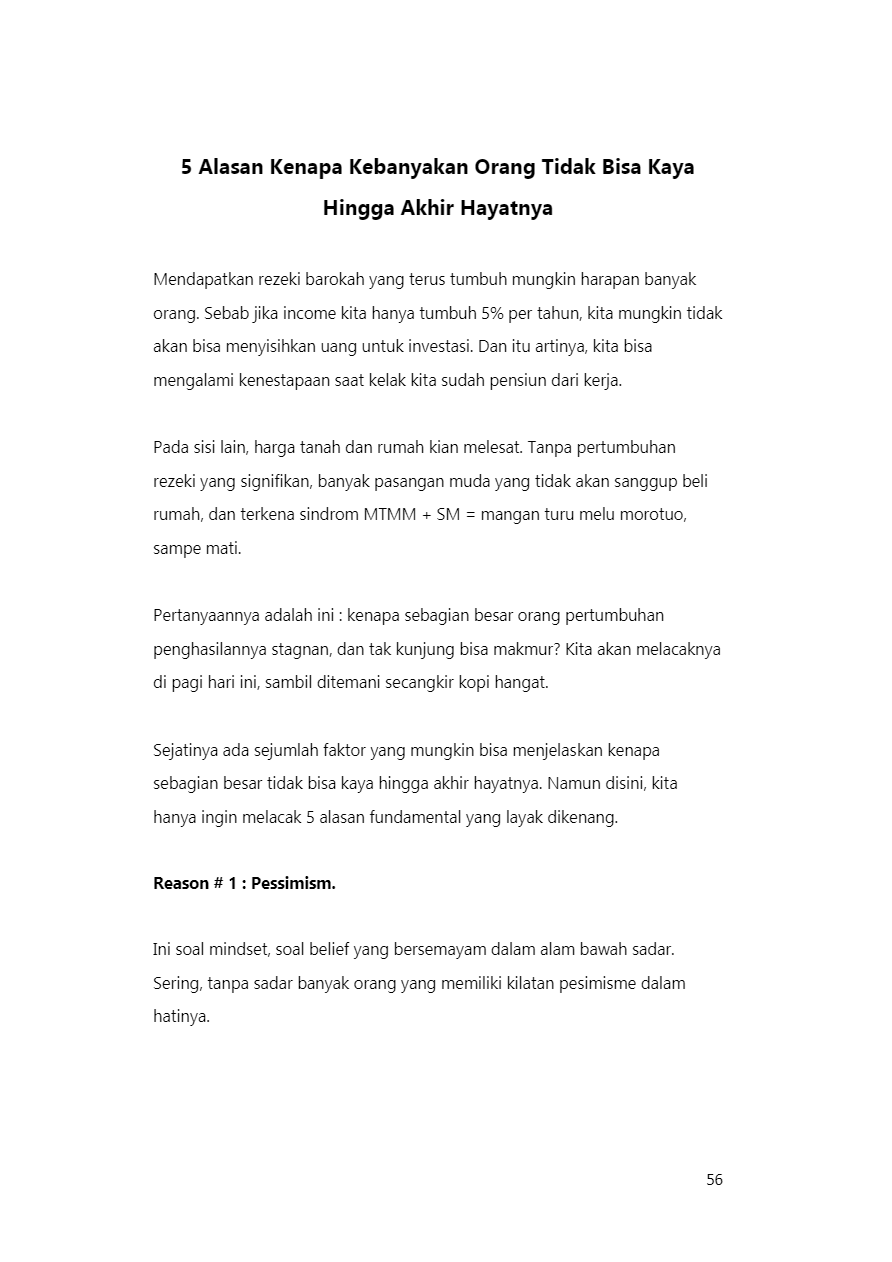 5 Alasan Kenapa Kebanyakan Orang Tidak Bisa Kaya
Hingga Akhir Hayatnya
Mendapatkan rezeki barokah yang terus tumbuh mungkin harapan banyak
orang. Sebab jika income kita hanya tumbuh 5% per tahun, kita mungkin tidak
akan bisa menyisihkan uang untuk investasi. Dan itu artinya, kita bisa
mengalami kenestapaan saat kelak kita sudah pensiun dari kerja.
Pada sisi lain, harga tanah dan rumah kian melesat. Tanpa pertumbuhan
rezeki yang signifikan, banyak pasangan muda yang tidak akan sanggup beli
rumah, dan terkena sindrom MTMM + SM = mangan turu melu morotuo,
sampe mati.
Pertanyaannya adalah ini : kenapa sebagian besar orang pertumbuhan
penghasilannya stagnan, dan tak kunjung bisa makmur? Kita akan melacaknya
di pagi hari ini, sambil ditemani secangkir kopi hangat.
Sejatinya ada sejumlah faktor yang mungkin bisa menjelaskan kenapa
sebagian besar tidak bisa kaya hingga akhir hayatnya. Namun disini, kita
hanya ingin melacak 5 alasan fundamental yang layak dikenang.
Reason # 1 : Pessimism.
Ini soal mindset, soal belief yang bersemayam dalam alam bawah sadar.
Sering, tanpa sadar banyak orang yang memiliki kilatan pesimisme dalam
hatinya.
56